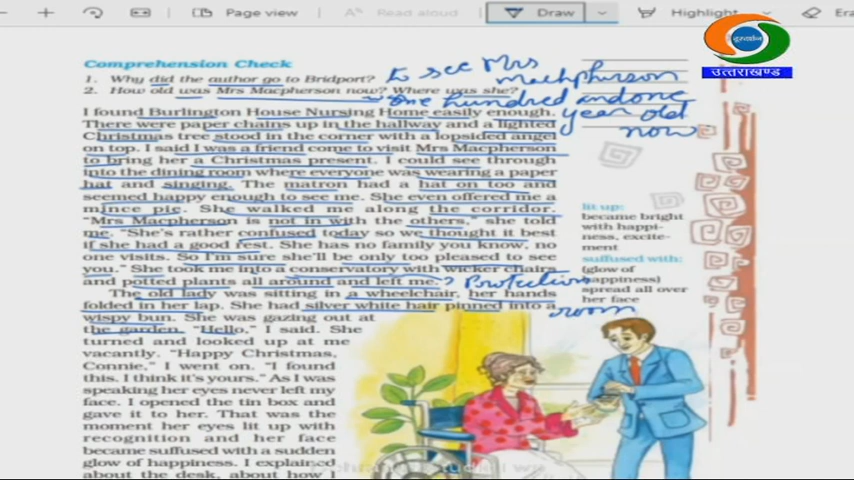 Page view
Read aloud
Draw
Highlight
Era
दूरदर्शन
उत्तराखण्ड
Comprehension Check
1. Why did the author go to Bridport?
to see Mrs
Mackpherson
2. How old was Mrs Macpherson now? Where was she?
one hundred and one
year old
now
I found Burlington House Nursing Home easily enough.
There were paper chains up in the hallway and a lighted
Christmas tree stood in the corner with a lopsided angel
on top. I said I was a friend come to visit Mrs Macpherson
to bring her a Christmas present. I could see through
into the dining room where everyone was wearing a paper
hat and singing. The matron had a hat on too and
seemed happy enough to see me. She even offered me a
mince pie. She walked me along the corridor.
“Mrs Macpherson is not in with the others,” she told
me. “She's rather confused today so we thought it best
if she had a good rest. She has no family you know, no
one visits. So I'm sure she'll be only too pleased to see
you.” She took me into a conservatory with wicker chairs
and potted plants all around and left me.
Protection
room
The old lady was sitting in a wheelchair, her hands
folded in her lap. She had silver white hair pinned into a
wispy bun. She was gazing out at
the garden. “Hello,” I said. She
turned and looked up at me
vacantly. “Happy Christmas,
Connie,” I went on. “I found
this. I think it's yours.” As I was
speaking her eyes never left my
face. I opened the tin box and
gave it to her. That was the
moment her eyes lit up with
recognition and her face
became suffused with a sudden
glow of happiness. I explained
about the desk, about how I
lit up:
became bright
with happi-
ness, excite-
ment
suffused with:
(glow of
happiness)
spread all over
her face